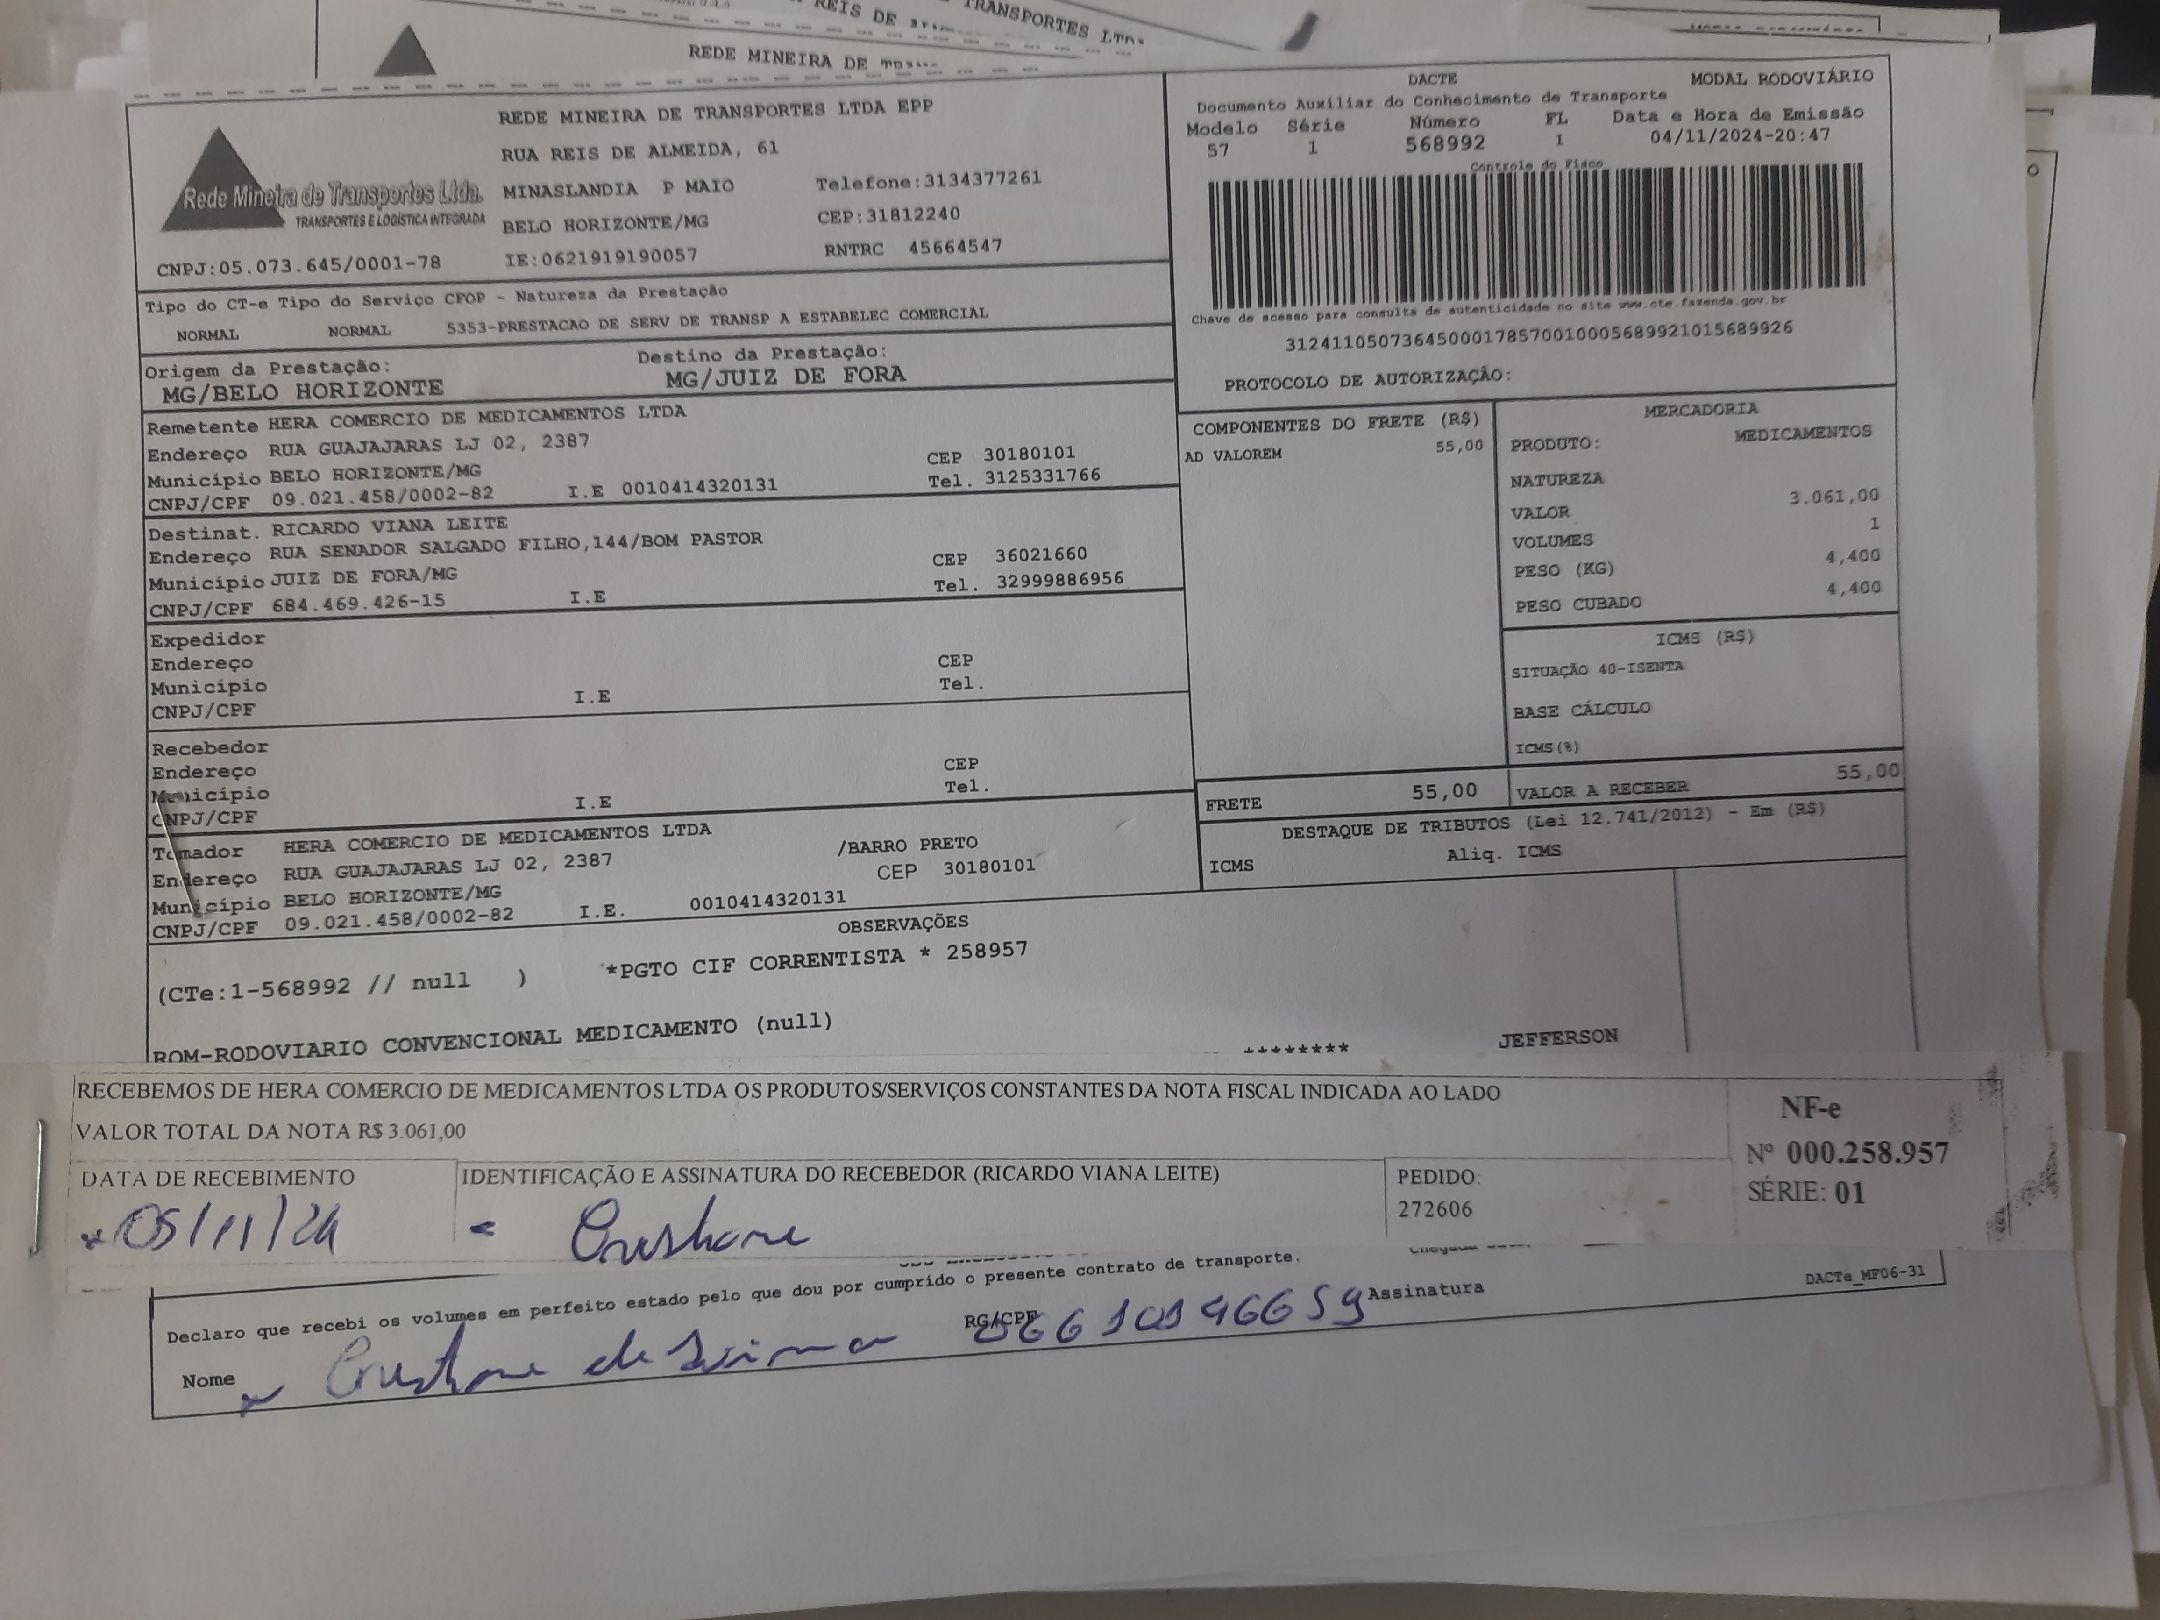 REIS DE
TRANSPORTES LTDA
REDE MINEIRA DE
REDE MINEIRA DE TRANSPORTES LTDA EPP
RUA REIS DE ALMEIDA, 61
MINASLANDIA P MAIO Telefone:3134377261
BELO HORIZONTE/MG CEP:31812240
CNPJ:05.073.645/0001-78 IE:0621919190057 RNTRC 45664547
Rede Mineira de Transportes Ltda.
TRANSPORTES E LOGÍSTICA INTEGRADA
DACTE MODAL RODOVIÁRIO
Documento Auxiliar do Conhecimento de Transporte
Modelo Série Número FL Data e Hora de Emissão
57 1 568992 1 04/11/2024-20:47
Controle do Fisco
Chave de acesso para consulta de autenticidade no site www.cte.fazenda.gov.br
31241105073645000178570010005689921015689926
PROTOCOLO DE AUTORIZAÇÃO:
Tipo do CT-e Tipo do Serviço CFOP - Natureza da Prestação
NORMAL NORMAL 5353-PRESTACAO DE SERV DE TRANSP A ESTABELEC COMERCIAL
Origem da Prestação: Destino da Prestação:
MG/BELO HORIZONTE MG/JUIZ DE FORA
Remetente HERA COMERCIO DE MEDICAMENTOS LTDA
Endereço RUA GUAJAJARAS LJ 02, 2387
Município BELO HORIZONTE/MG CEP 30180101
CNPJ/CPF 09.021.458/0002-82 I.E 0010414320131 Tel. 3125331766
Destinat. RICARDO VIANA LEITE
Endereço RUA SENADOR SALGADO FILHO,144/BOM PASTOR
Município JUIZ DE FORA/MG CEP 36021660
CNPJ/CPF 684.469.426-15 I.E Tel. 32999886956
Expedidor
Endereço
Município CEP
CNPJ/CPF I.E Tel.
Recebedor
Endereço
Município CEP
CNPJ/CPF I.E Tel.
Tomador HERA COMERCIO DE MEDICAMENTOS LTDA
Endereço RUA GUAJAJARAS LJ 02, 2387 /BARRO PRETO
Município BELO HORIZONTE/MG CEP 30180101
CNPJ/CPF 09.021.458/0002-82 I.E. 0010414320131
COMPONENTES DO FRETE (R$)
AD VALOREM 55,00
MERCADORIA
PRODUTO: MEDICAMENTOS
NATUREZA
VALOR 3.061,00
VOLUMES 1
PESO (KG) 4,400
PESO CUBADO 4,400
ICMS (R$)
SITUAÇÃO 40-ISENTA
BASE CÁLCULO
ICMS(%)
FRETE 55,00 VALOR A RECEBER 55,00
DESTAQUE DE TRIBUTOS (Lei 12.741/2012) - Em (R$)
ICMS Aliq. ICMS
OBSERVAÇÕES
(CTe:1-568992 // null ) *PGTO CIF CORRENTISTA * 258957
ROM-RODOVIARIO CONVENCIONAL MEDICAMENTO (null)
******** JEFFERSON
RECEBEMOS DE HERA COMERCIO DE MEDICAMENTOS LTDA OS PRODUTOS/SERVIÇOS CONSTANTES DA NOTA FISCAL INDICADA AO LADO
VALOR TOTAL DA NOTA R$ 3.061,00
DATA DE RECEBIMENTO IDENTIFICAÇÃO E ASSINATURA DO RECEBEDOR (RICARDO VIANA LEITE)
05/11/24
PEDIDO:
272606
NF-e
Nº 000.258.957
SÉRIE: 01
Declaro que recebi os volumes em perfeito estado pelo que dou por cumprido o presente contrato de transporte.
Nome RG/CPF Assinatura
DACTe_MF06-31